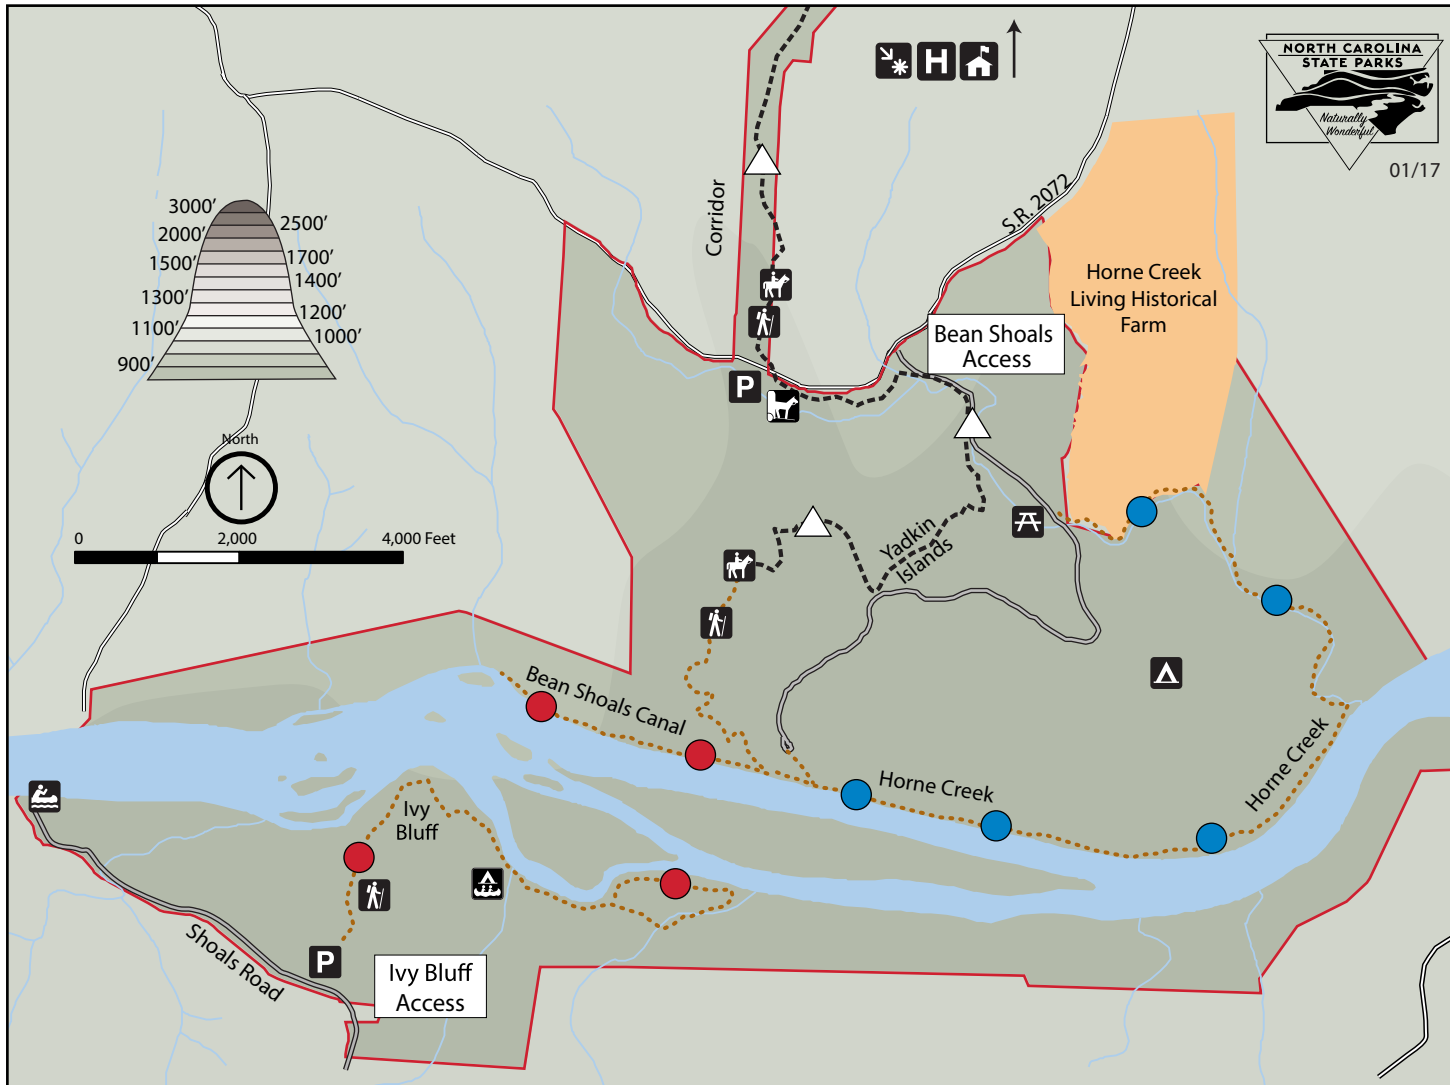 NORTH CAROLINA
STATE PARKS
Naturally
Wonderful
01/17
H
3000’
2500’
2000’
1700’
1500’
1400’
1300’
1200’
1100’
1000’
900’
Corridor
S.R. 2072
Horne Creek
Living Historical
Farm
Bean Shoals
Access
P
North
0
2,000
4,000 Feet
Yadkin
Islands
Bean Shoals Canal
Horne Creek
Horne Creek
Ivy
Bluff
P
Shoals Road
Ivy Bluff
Access